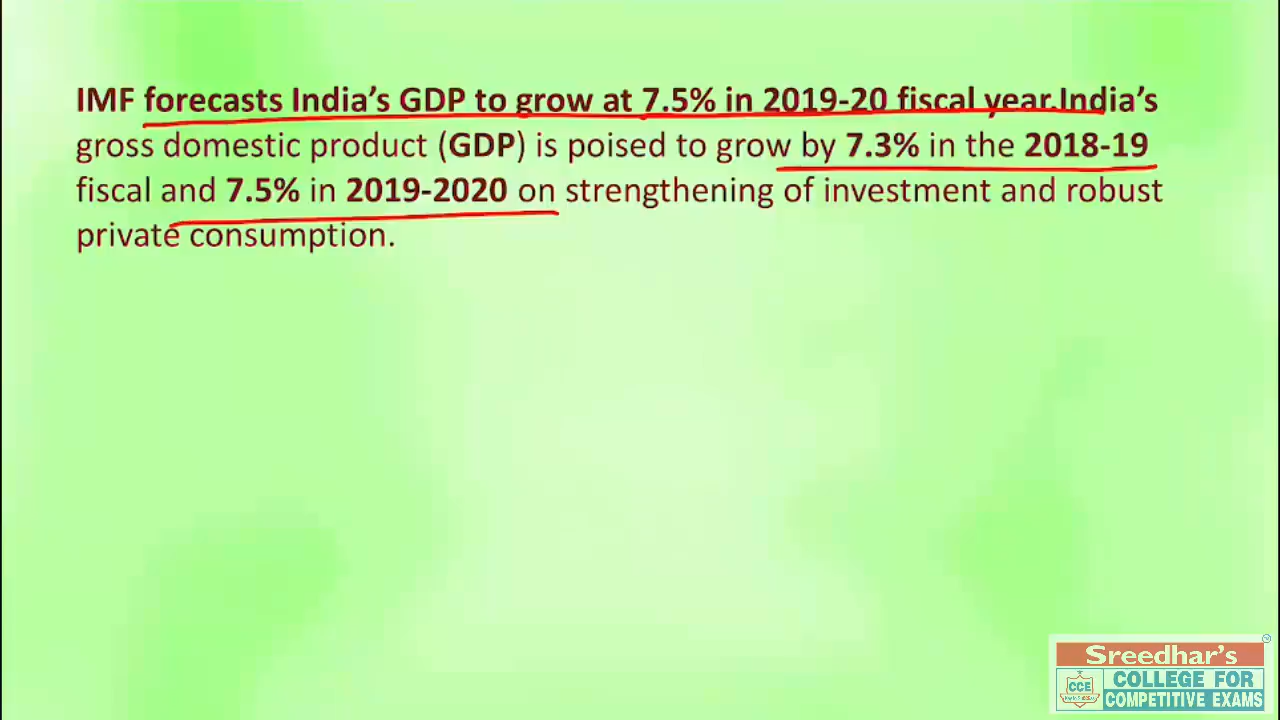 IMF forecasts India’s GDP to grow at 7.5% in 2019-20 fiscal year.India’s
gross domestic product (GDP) is poised to grow by 7.3% in the 2018-19
fiscal and 7.5% in 2019-2020 on strengthening of investment and robust
private consumption.
Sreedhar's
CCE
COLLEGE FOR
COMPETITIVE EXAMS